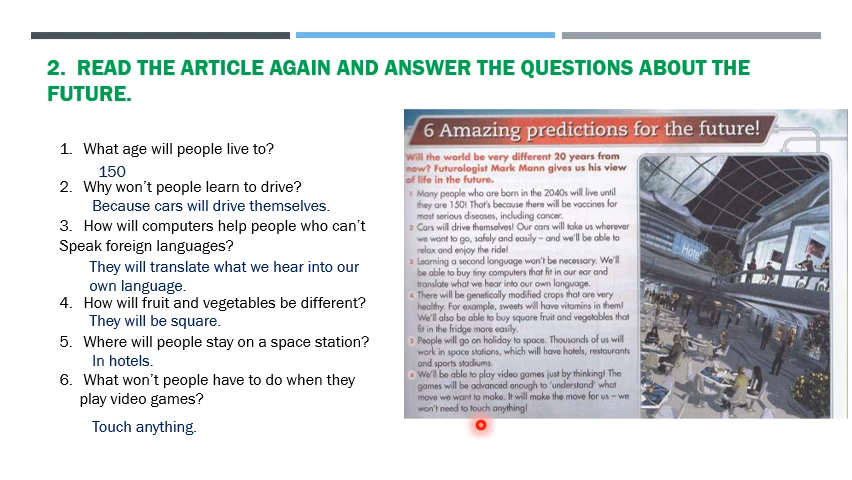 2. READ THE ARTICLE AGAIN AND ANSWER THE QUESTIONS ABOUT THE
FUTURE.
1. What age will people live to?
150
2. Why won't people learn to drive?
Because cars will drive themselves.
3. How will computers help people who can't
Speak foreign languages?
They will translate what we hear into our
own language.
4. How will fruit and vegetables be different?
They will be square.
5. Where will people stay on a space station?
In hotels.
6. What won't people have to do when they
play video games?
Touch anything.
6 Amazing predictions for the future!
Will the world be very different 20 years from
now? Futurologist Mark Mann gives us his view
of life in the future.
1 Many people who are born in the 2040s will live until
they are 150! That's because there will be vaccines for
most serious diseases, including cancer.
2 Cars will drive themselves! Our cars will take us wherever
we want to go, safely and easily – and we'll be able to
relax and enjoy the ride!
3 Learning a second language won't be necessary. We'll
be able to buy tiny computers that fit in our ear and
translate what we hear into our own language.
4 There will be genetically modified crops that are very
healthy. For example, sweets will have vitamins in them!
We'll also be able to buy square fruit and vegetables that
fit in the fridge more easily.
5 People will go on holiday to space. Thousands of us will
work in space stations, which will have hotels, restaurants
and sports stadiums.
6 We'll be able to play video games just by thinking! The
games will be advanced enough to 'understand' what
move we want to make. It will make the move for us – we
won't need to touch anything!
Hotel